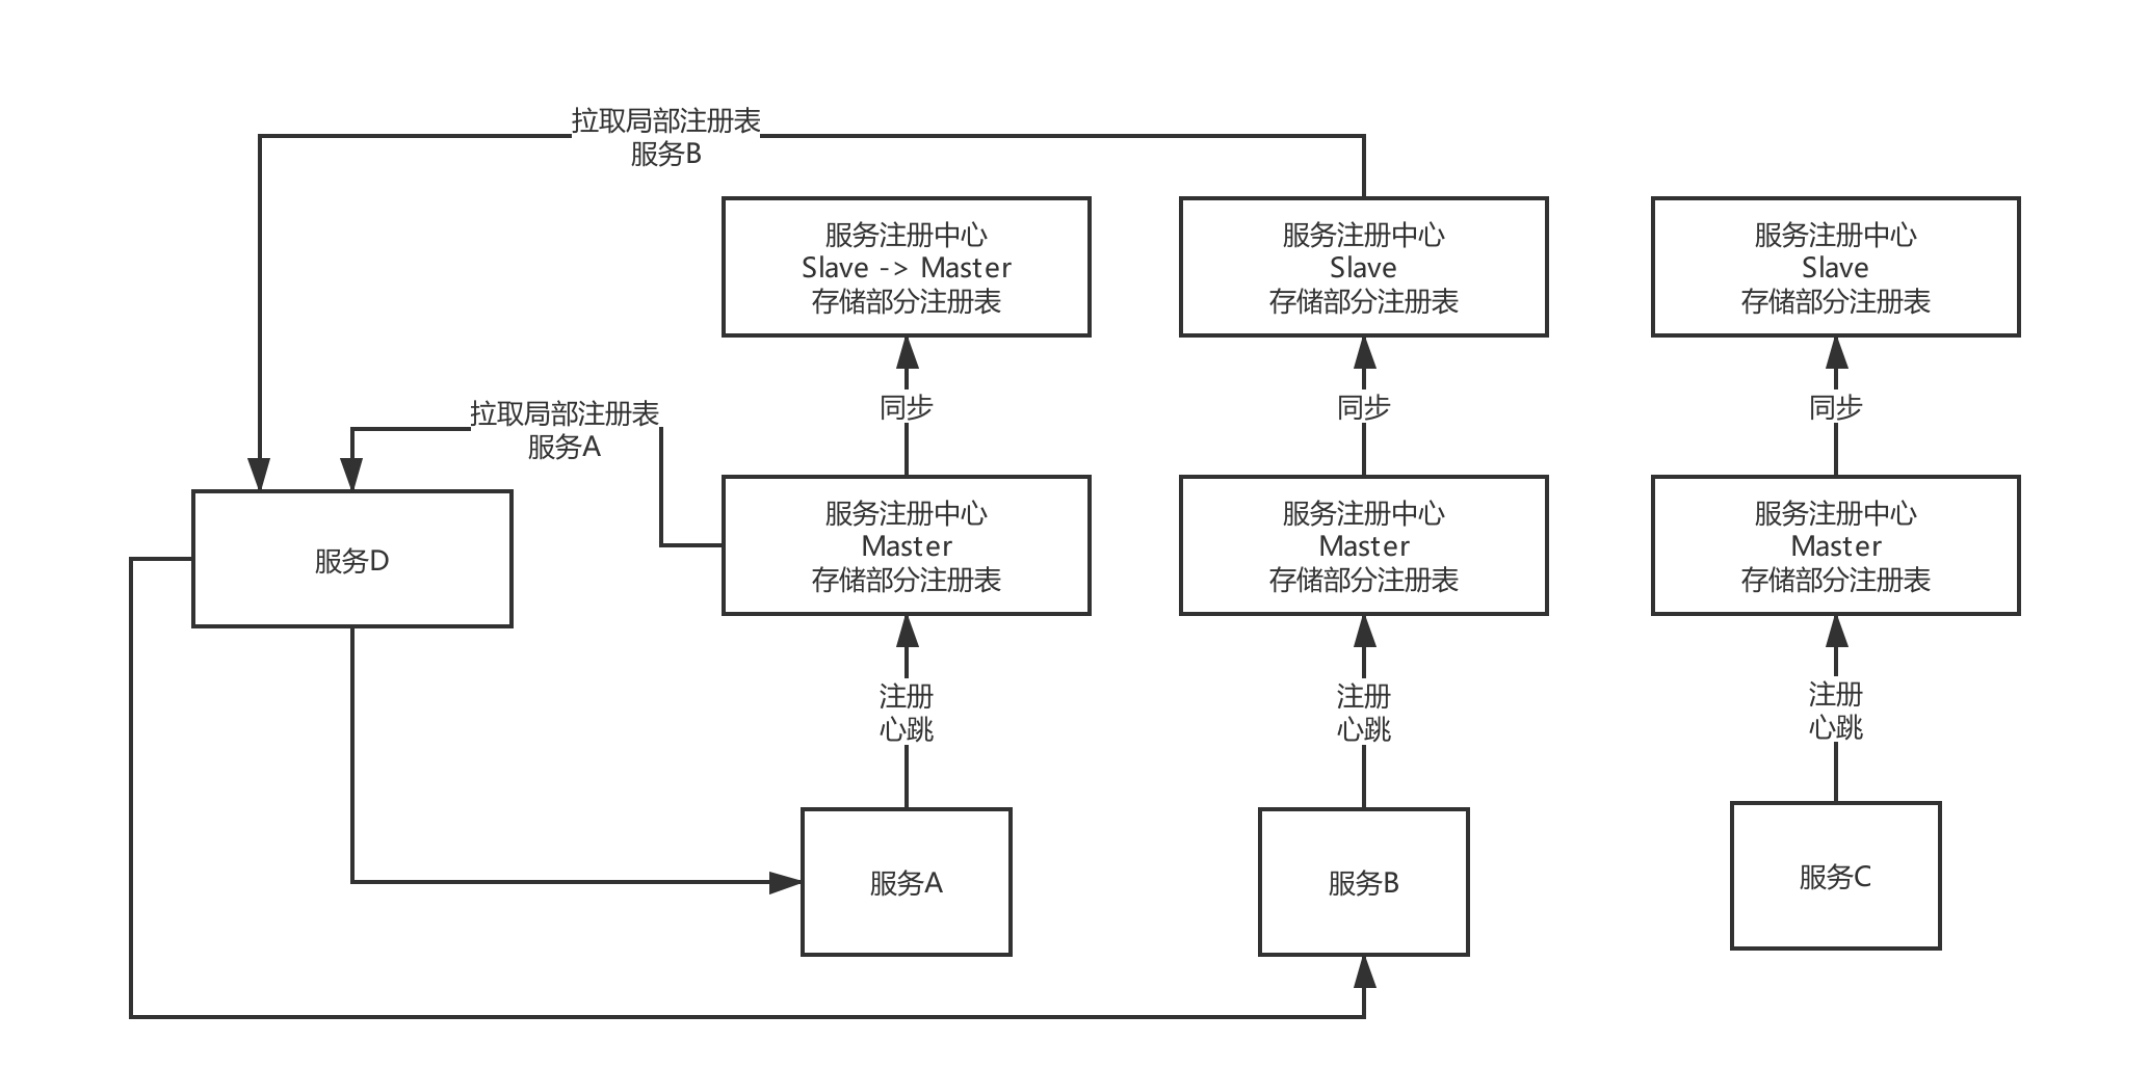 拉取局部注册表
服务B
服务注册中心
Slave -> Master
存储部分注册表
服务注册中心
Slave
存储部分注册表
服务注册中心
Slave
存储部分注册表
同步
同步
同步
拉取局部注册表
服务A
服务D
服务注册中心
Master
存储部分注册表
服务注册中心
Master
存储部分注册表
服务注册中心
Master
存储部分注册表
注册
心跳
注册
心跳
注册
心跳
服务A
服务B
服务C